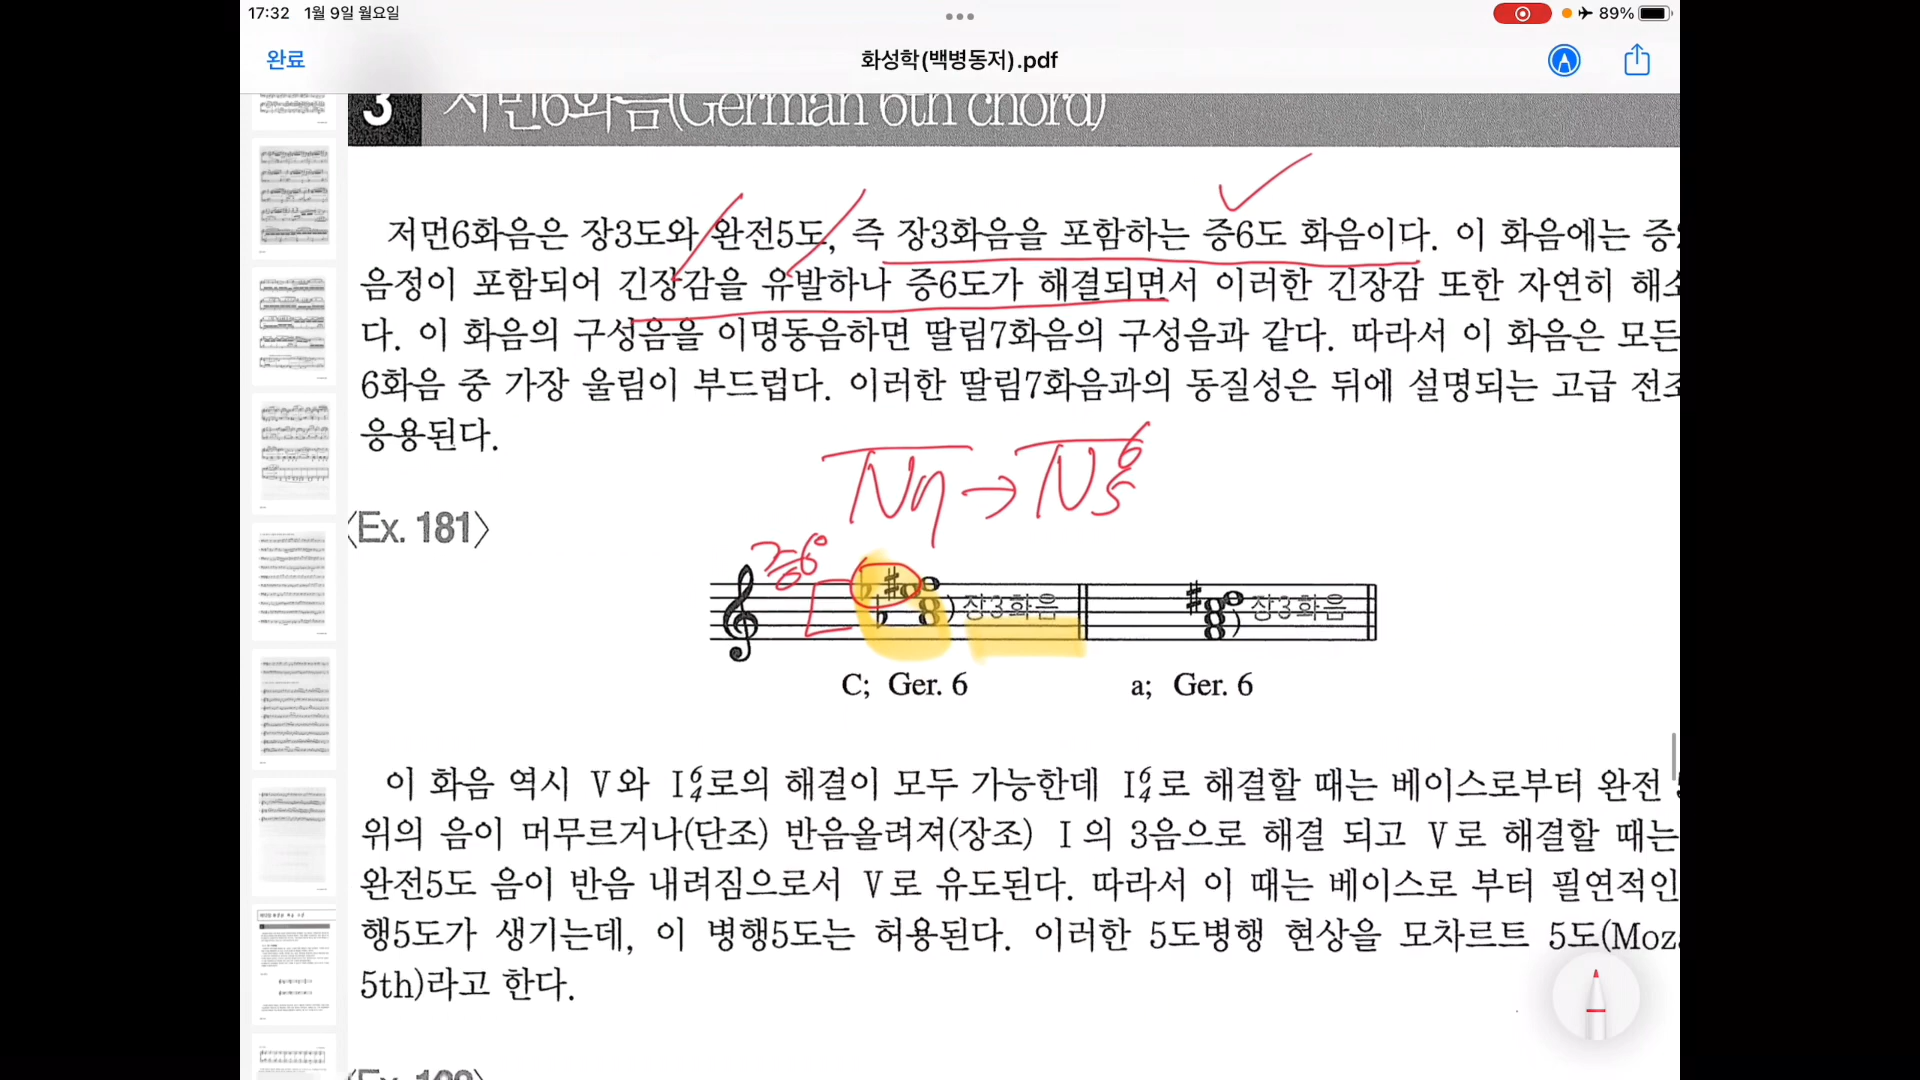 17:32 1월 9일 월요일
89%
완료
화성학(백병동저).pdf
3 저먼6화음(German 6th chord)
저먼6화음은 장3도와 완전5도, 즉 장3화음을 포함하는 증6도 화음이다. 이 화음에는 증
음정이 포함되어 긴장감을 유발하나 증6도가 해결되면서 이러한 긴장감 또한 자연히 해소
다. 이 화음의 구성음을 이명동음하면 딸림7화음의 구성음과 같다. 따라서 이 화음은 모든
6화음 중 가장 울림이 부드럽다. 이러한 딸림7화음과의 동질성은 뒤에 설명되는 고급 전조
응용된다.
IV7→IV6 5
〈Ex. 181〉
증6°
장3화음
장3화음
C; Ger. 6
a; Ger. 6
이 화음 역시 V와 I6 4로의 해결이 모두 가능한데 I6 4로 해결할 때는 베이스로부터 완전 5
위의 음이 머무르거나(단조) 반음올려져(장조) I의 3음으로 해결 되고 V로 해결할 때는
완전5도 음이 반음 내려짐으로서 V로 유도된다. 따라서 이 때는 베이스로 부터 필연적인
행5도가 생기는데, 이 병행5도는 허용된다. 이러한 5도병행 현상을 모차르트 5도(Moz
5th)라고 한다.